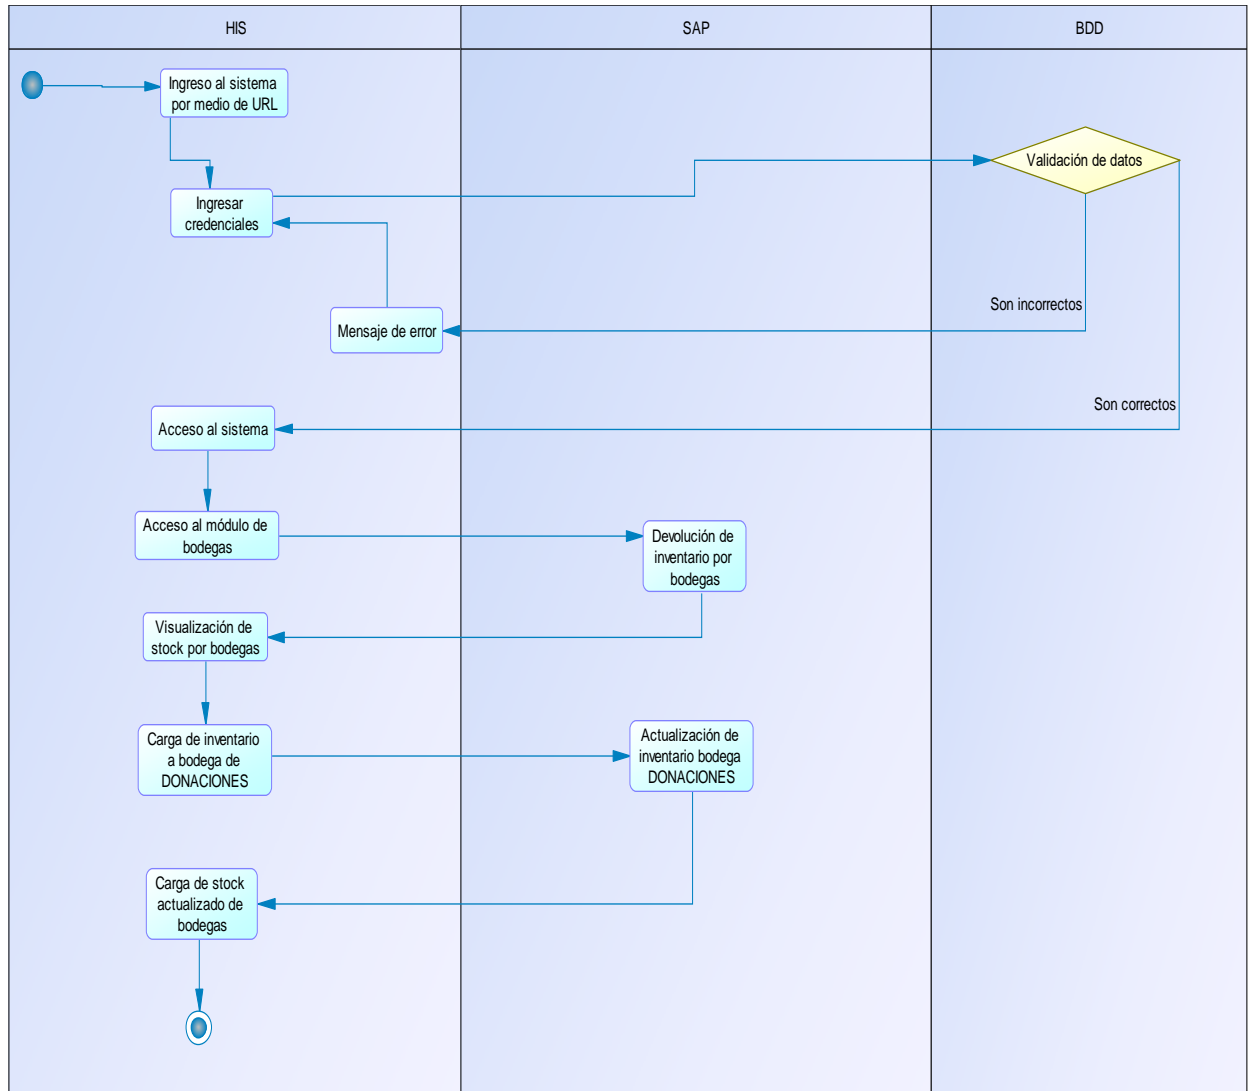 HIS
SAP
BDD
Ingreso al sistema
por medio de URL
Validación de datos
Ingresar
credenciales
Son incorrectos
Mensaje de error
Son correctos
Acceso al sistema
Acceso al módulo de
bodegas
Devolución de
inventario por
bodegas
Visualización de
stock por bodegas
Carga de inventario
a bodega de
DONACIONES
Actualización de
inventario bodega
DONACIONES
Carga de stock
actualizado de
bodegas